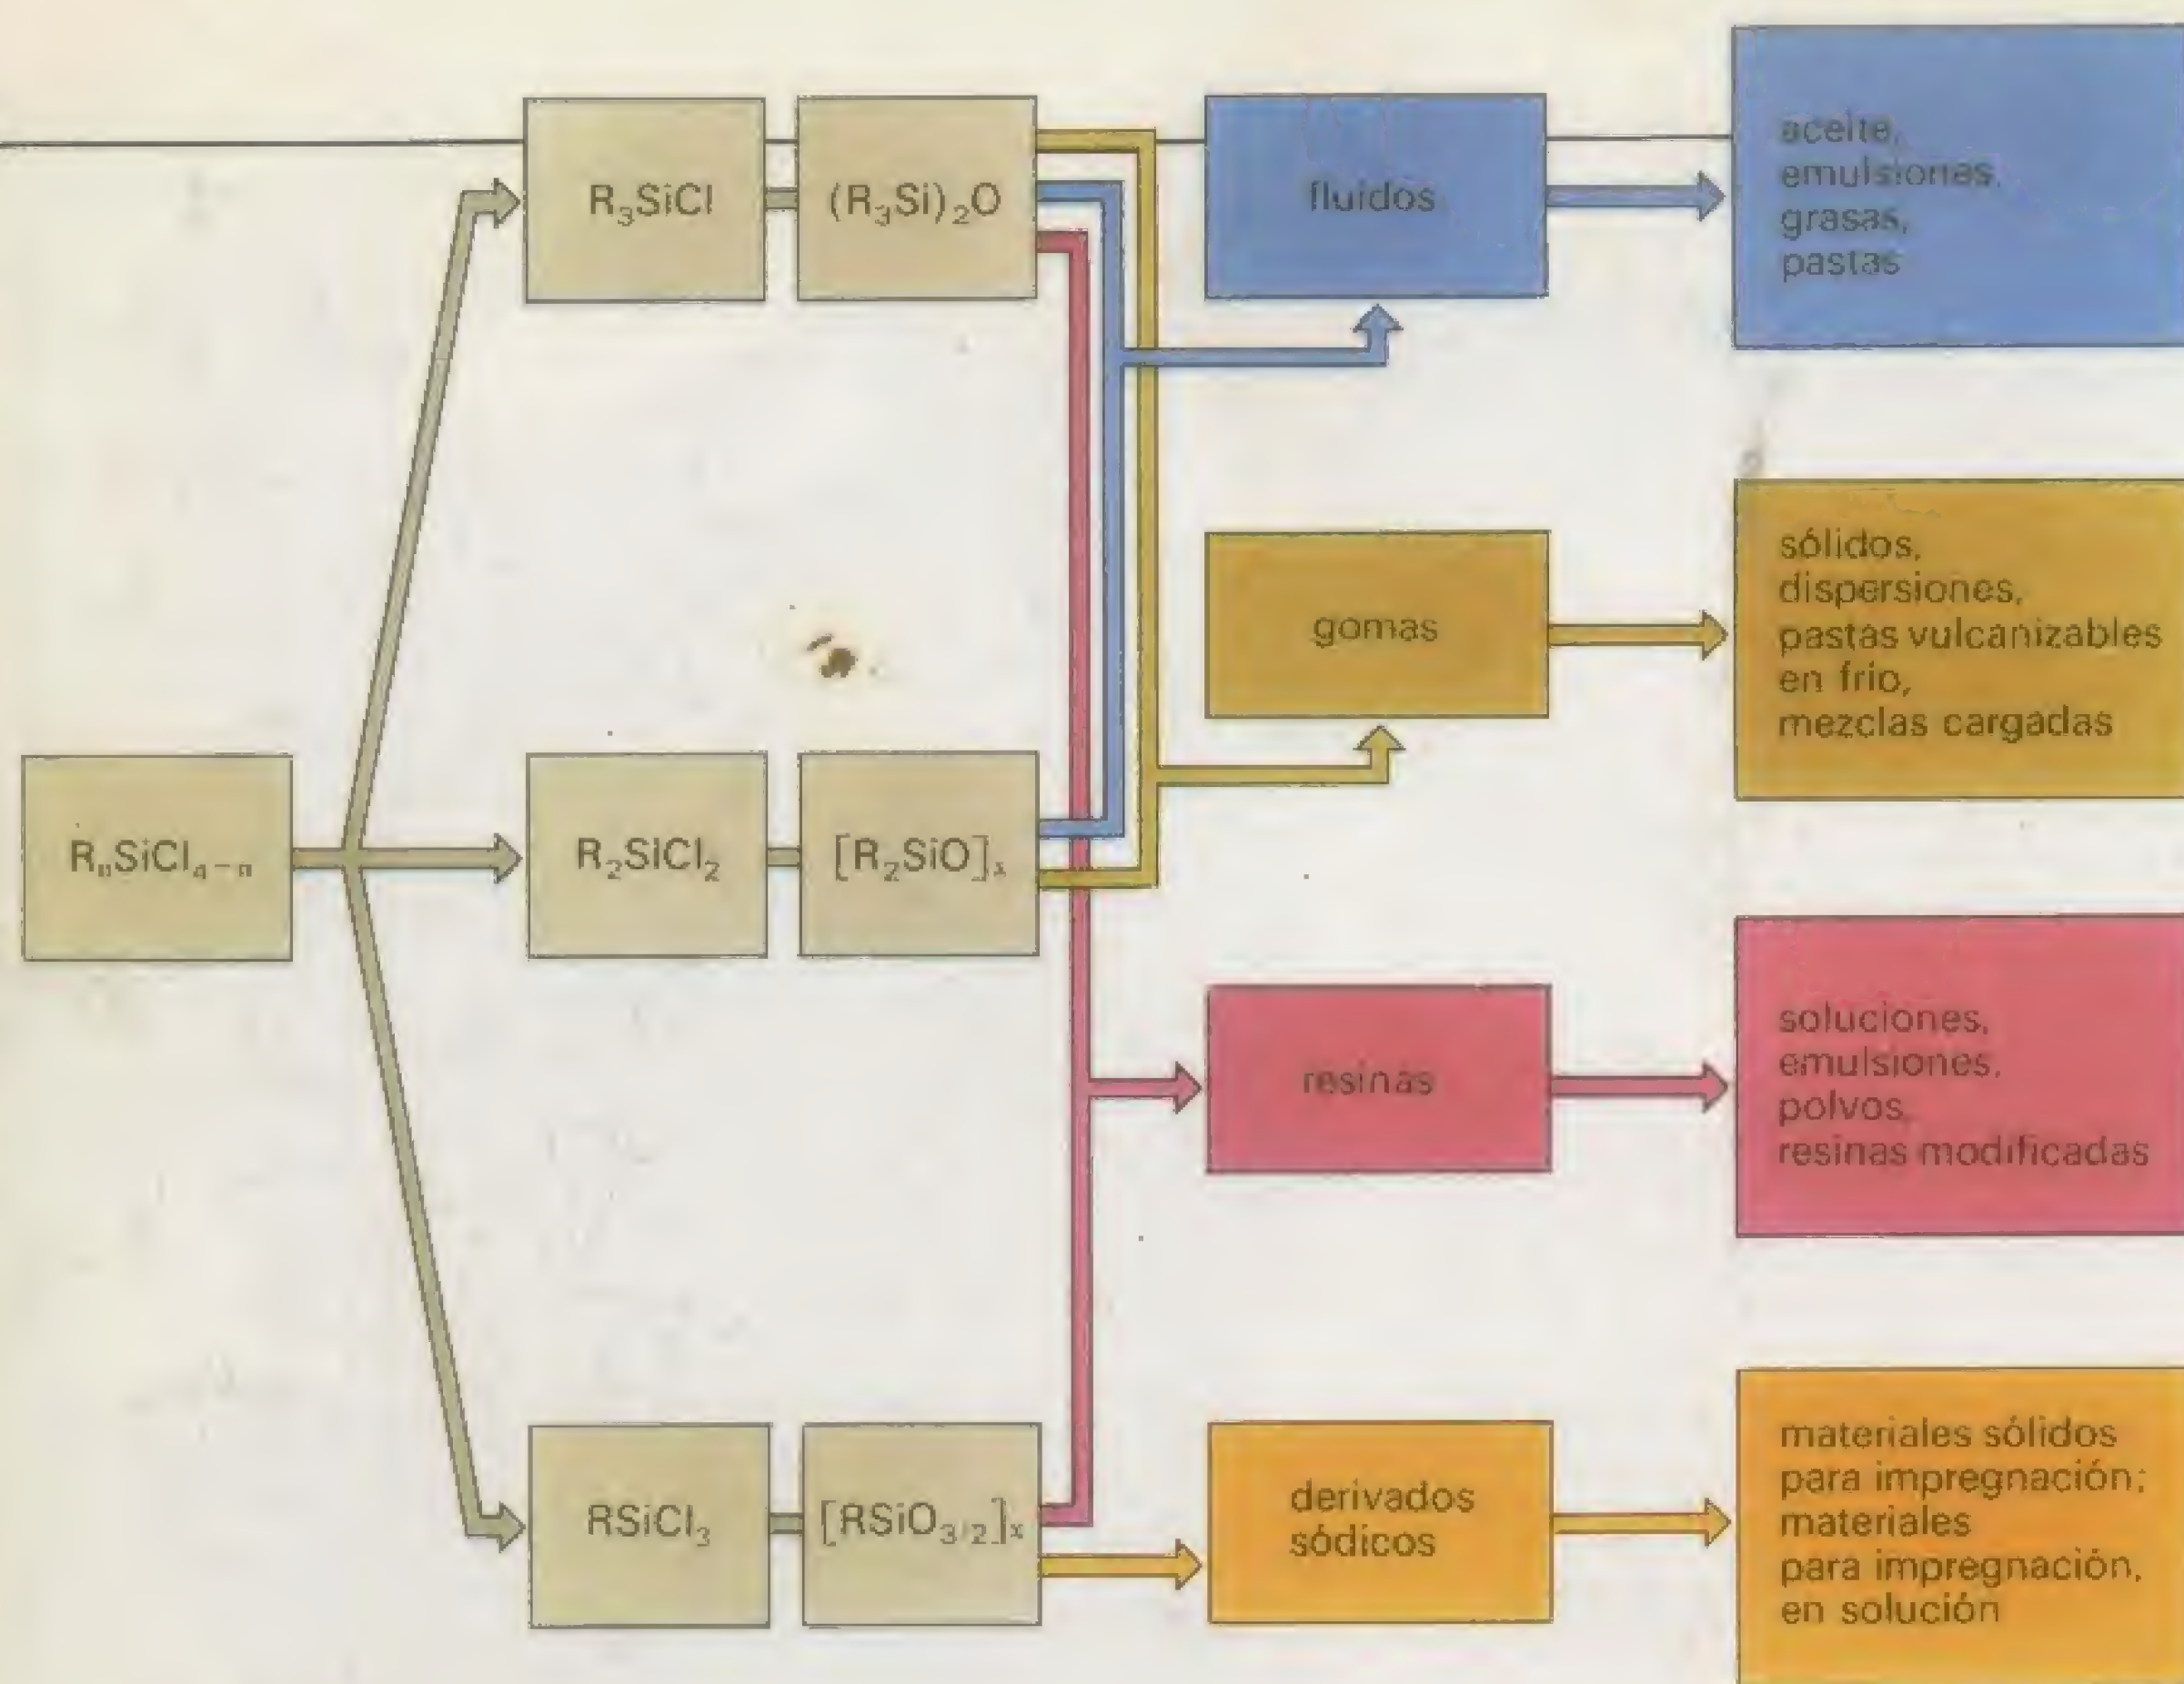 R₃SiCl
(R₃Si)₂O
fluidos
aceite,
emulsiones,
grasas,
pastas
gomas
sólidos,
dispersiones,
pastas vulcanizables
en frio,
mezclas cargadas
RₙSiCl₄₋ₙ
R₂SiCl₂
[R₂SiO]ₓ
resinas
soluciones,
emulsiones,
polvos,
resinas modificadas
RSiCl₃
[RSiO₃/₂]ₓ
derivados
sódicos
materiales sólidos
para impregnación;
materiales
para impregnación,
en solución